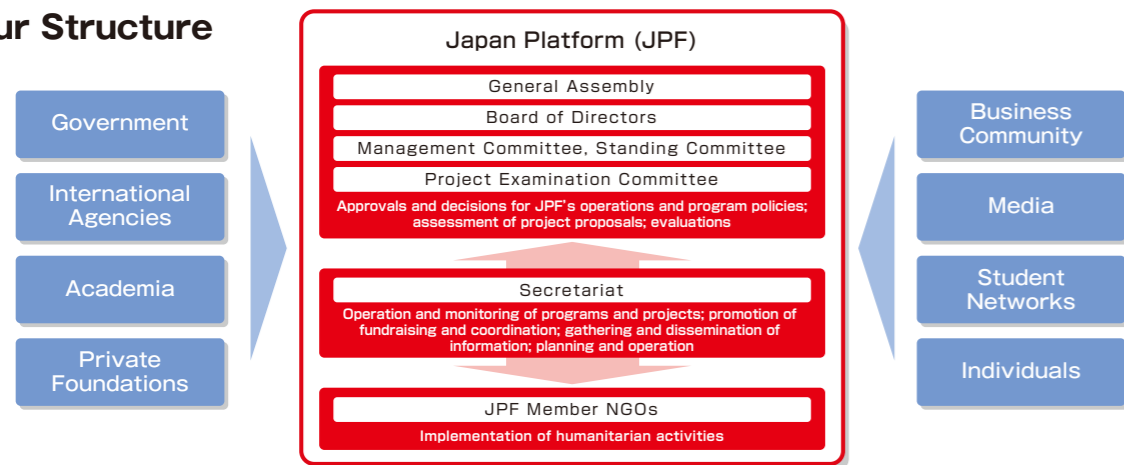 ur Structure
Government
International
Agencies
Academia
Private
Foundations
Japan Platform (JPF)
General Assembly
Board of Directors
Management Committee, Standing Committee
Project Examination Committee
Approvals and decisions for JPF's operations and program policies;
assessment of project proposals; evaluations
Secretariat
Operation and monitoring of programs and projects; promotion of
fundraising and coordination; gathering and dissemination of
information; planning and operation
JPF Member NGOs
Implementation of humanitarian activities
Business
Community
Media
Student
Networks
Individuals